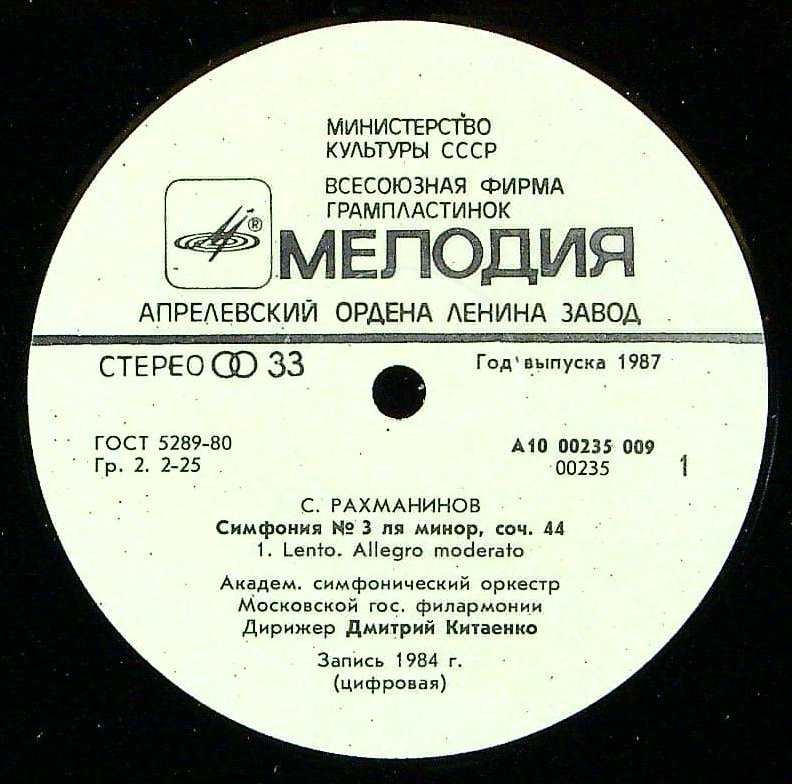 МИНИСТЕРСТВО
КУЛЬТУРЫ СССР
ВСЕСОЮЗНАЯ ФИРМА
ГРАМПЛАСТИНОК
®
МЕЛОДИЯ
АПРЕЛЕВСКИЙ ОРДЕНА ЛЕНИНА ЗАВОД
СТЕРЕО 33
Год выпуска 1987
ГОСТ 5289-80
Гр. 2. 2-25
А10 00235 009
00235
1
С. РАХМАНИНОВ
Симфония № 3 ля минор, соч. 44
1. Lento. Allegro moderato
Академ. симфонический оркестр
Московской гос. филармонии
Дирижер Дмитрий Китаенко
Запись 1984 г.
(цифровая)